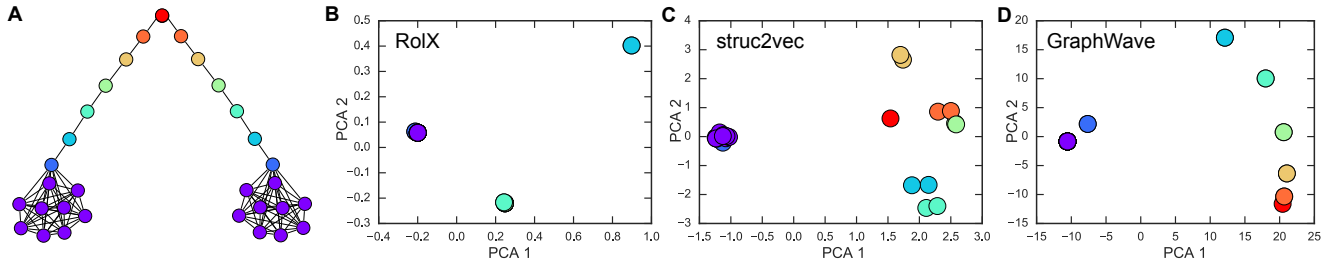 A
B
RolX
PCA 2
0.5
0.4
0.3
0.2
0.1
0.0
−0.1
−0.2
−0.3
−0.4 −0.2 0.0 0.2 0.4 0.6 0.8 1.0
PCA 1
C
struc2vec
PCA 2
4
3
2
1
0
−1
−2
−3
−1.5 −1.0 −0.5 0.0 0.5 1.0 1.5 2.0 2.5 3.0
PCA 1
D
GraphWave
PCA 2
20
15
10
5
0
−5
−10
−15
−15 −10 −5 0 5 10 15 20 25
PCA 1